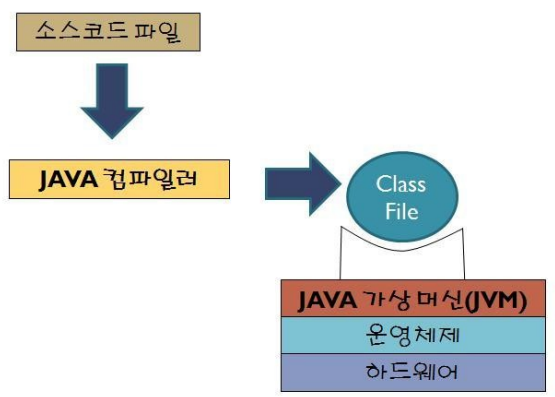 소스코드 파일
JAVA 컴파일러
Class
File
JAVA 가상 머신(JVM)
운영체제
하드웨어